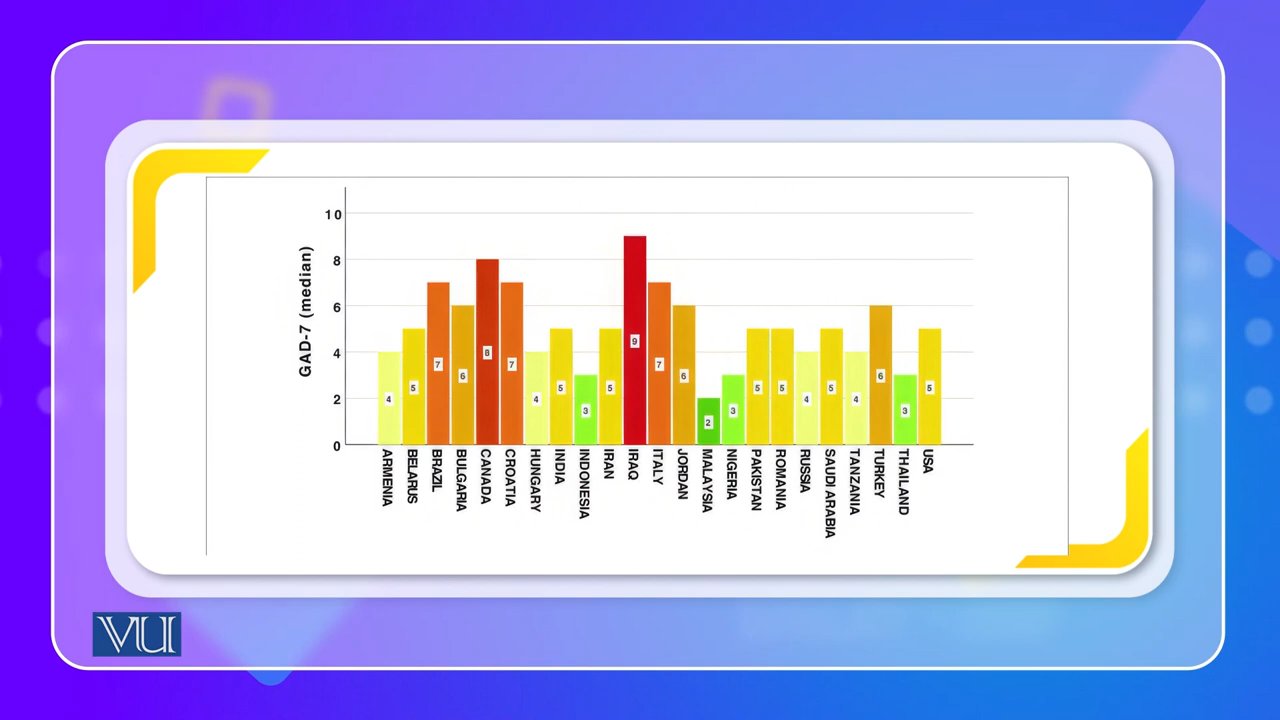 GAD-7 (median)
10
8
6
4
2
0
4
5
7
6
8
7
4
5
3
5
9
7
6
2
3
5
5
4
5
4
6
3
5
ARMENIA
BELARUS
BRAZIL
BULGARIA
CANADA
CROATIA
HUNGARY
INDIA
INDONESIA
IRAN
IRAQ
ITALY
JORDAN
MALAYSIA
NIGERIA
PAKISTAN
ROMANIA
RUSSIA
SAUDI ARABIA
TANZANIA
TURKEY
THAILAND
USA
VU